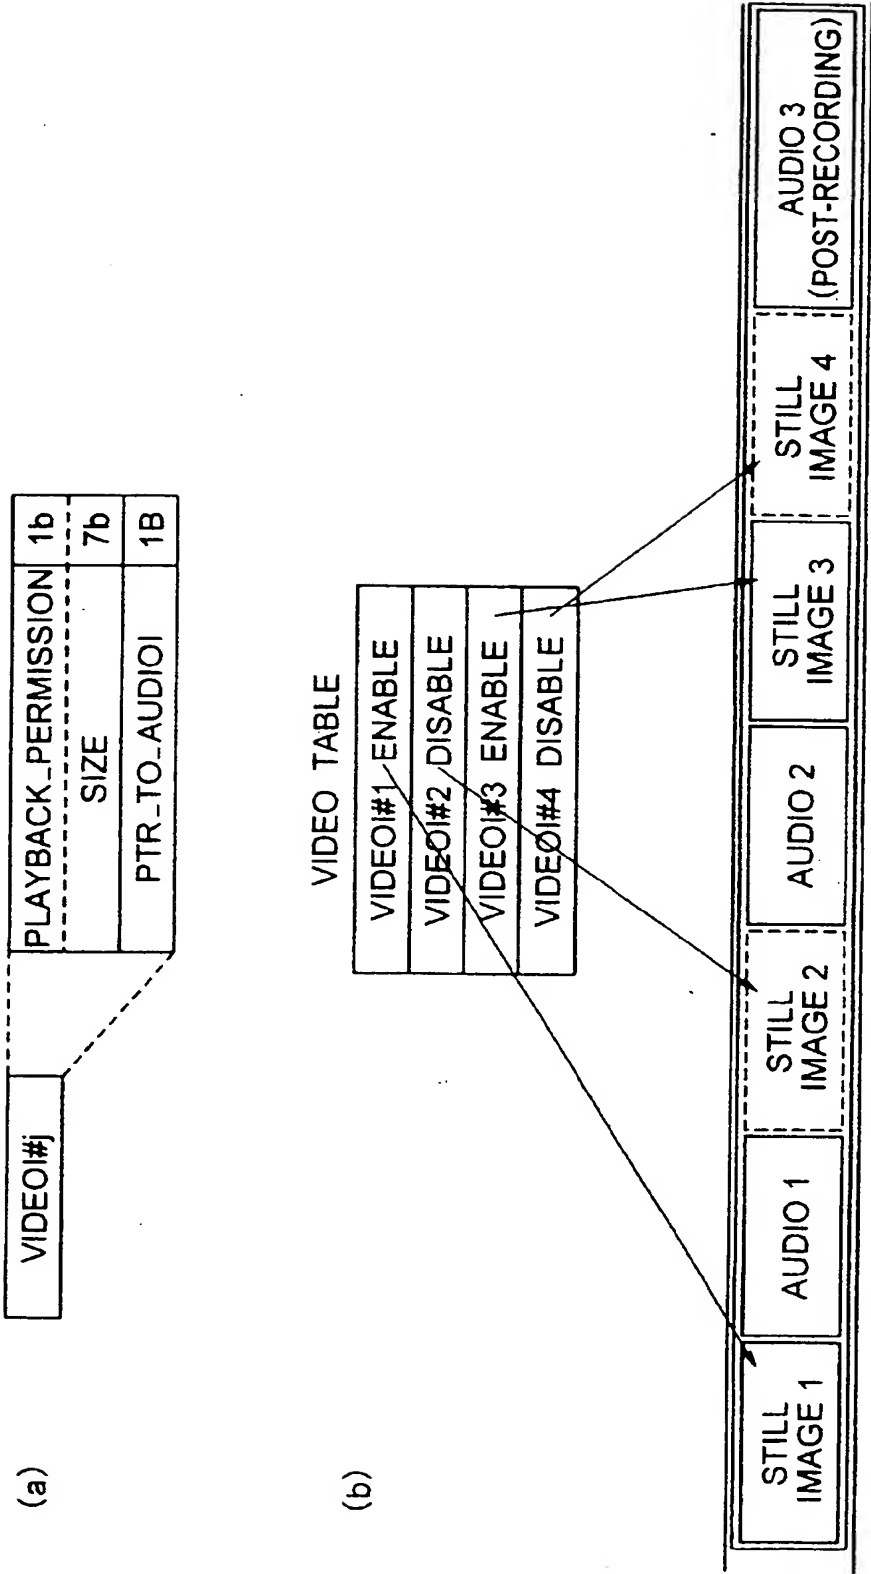 (a)
VIDEOI#j
PLAYBACK_PERMISSION 1b
SIZE 7b
PTR_TO_AUDIOI 1B
(b)
VIDEO TABLE
VIDEOI#1 ENABLE
VIDEOI#2 DISABLE
VIDEOI#3 ENABLE
VIDEOI#4 DISABLE
STILL
IMAGE 1
AUDIO 1
STILL
IMAGE 2
AUDIO 2
STILL
IMAGE 3
STILL
IMAGE 4
AUDIO 3
(POST-RECORDING)